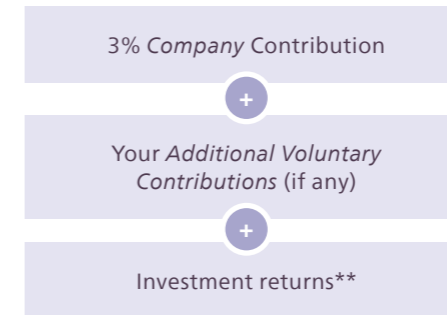 3% Company Contribution
+
Your Additional Voluntary
Contributions (if any)
+
Investment returns**